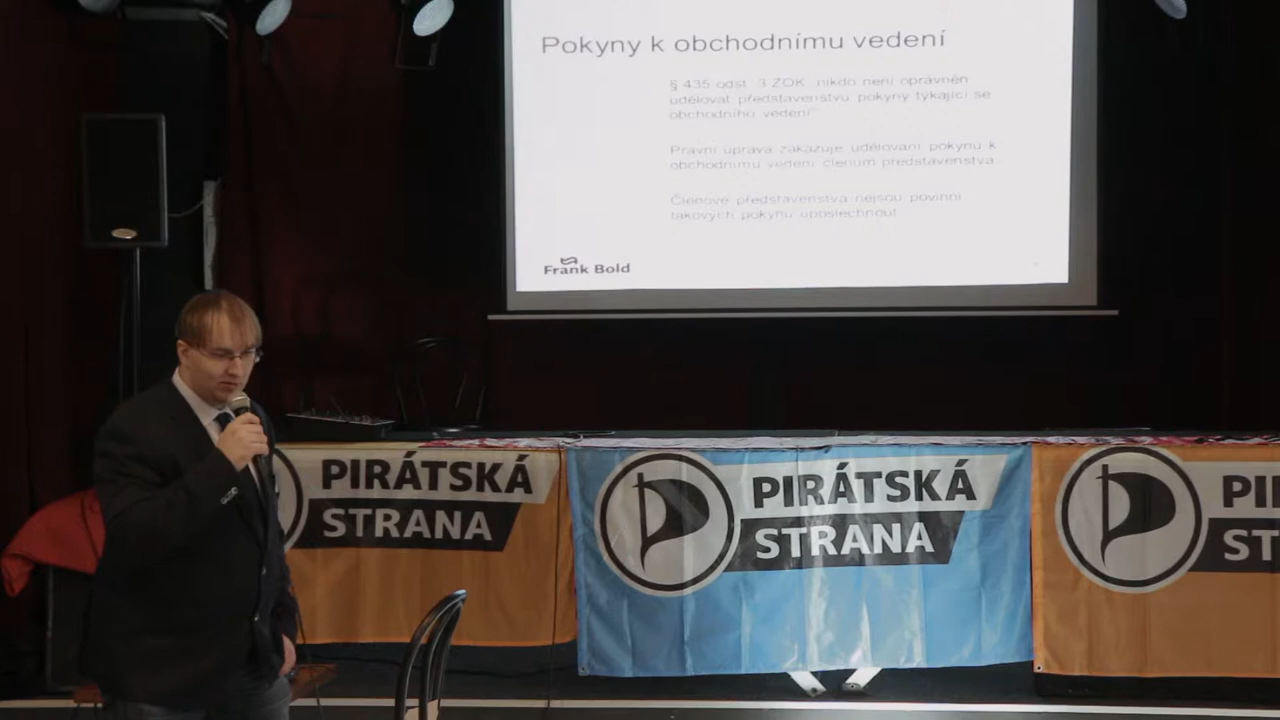 Pokyny k obchodnímu vedení
§ 435 odst. 3 ZOK nikdo není oprávněn
udělovat představenstvu pokyny týkající se
obchodního vedení"
Právní úprava zakazuje udělování pokynů k
obchodnímu vedení členům představenstva.
Členové představenstva nejsou povinni
takových pokynů uposlechnout
Frank Bold
PIRÁTSKÁ
STRANA
PIRÁTSKÁ
STRANA
PI
ST